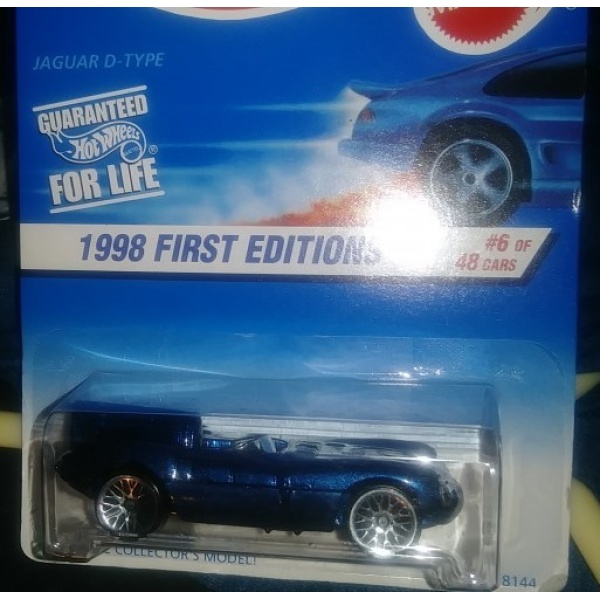 JAGUAR D-TYPE
GUARANTEED
Hot Wheels
®
FOR LIFE
1998 FIRST EDITIONS
#6 OF
48 CARS
COLLECTOR'S MODEL!
8144